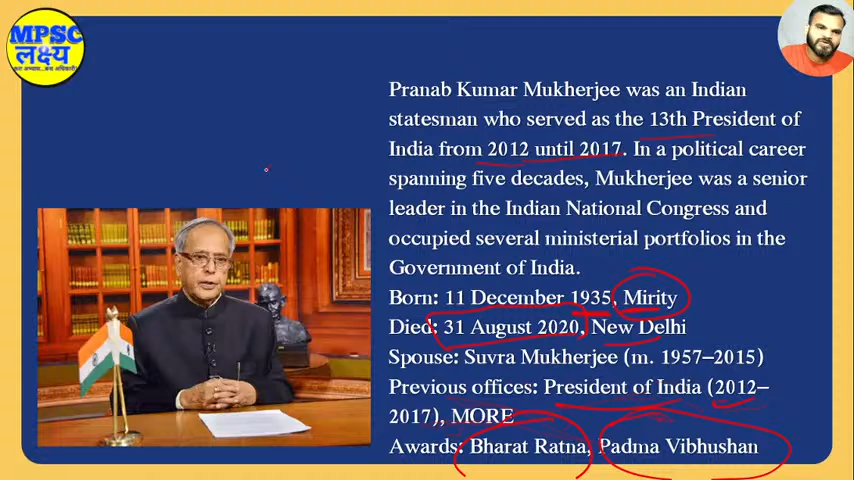 MPSC
लक्ष्य
Pranab Kumar Mukherjee was an Indian
statesman who served as the 13th President of
India from 2012 until 2017. In a political career
spanning five decades, Mukherjee was a senior
leader in the Indian National Congress and
occupied several ministerial portfolios in the
Government of India.
Born: 11 December 1935, Mirity
Died: 31 August 2020, New Delhi
Spouse: Suvra Mukherjee (m. 1957–2015)
Previous offices: President of India (2012–
2017), MORE
Awards: Bharat Ratna, Padma Vibhushan